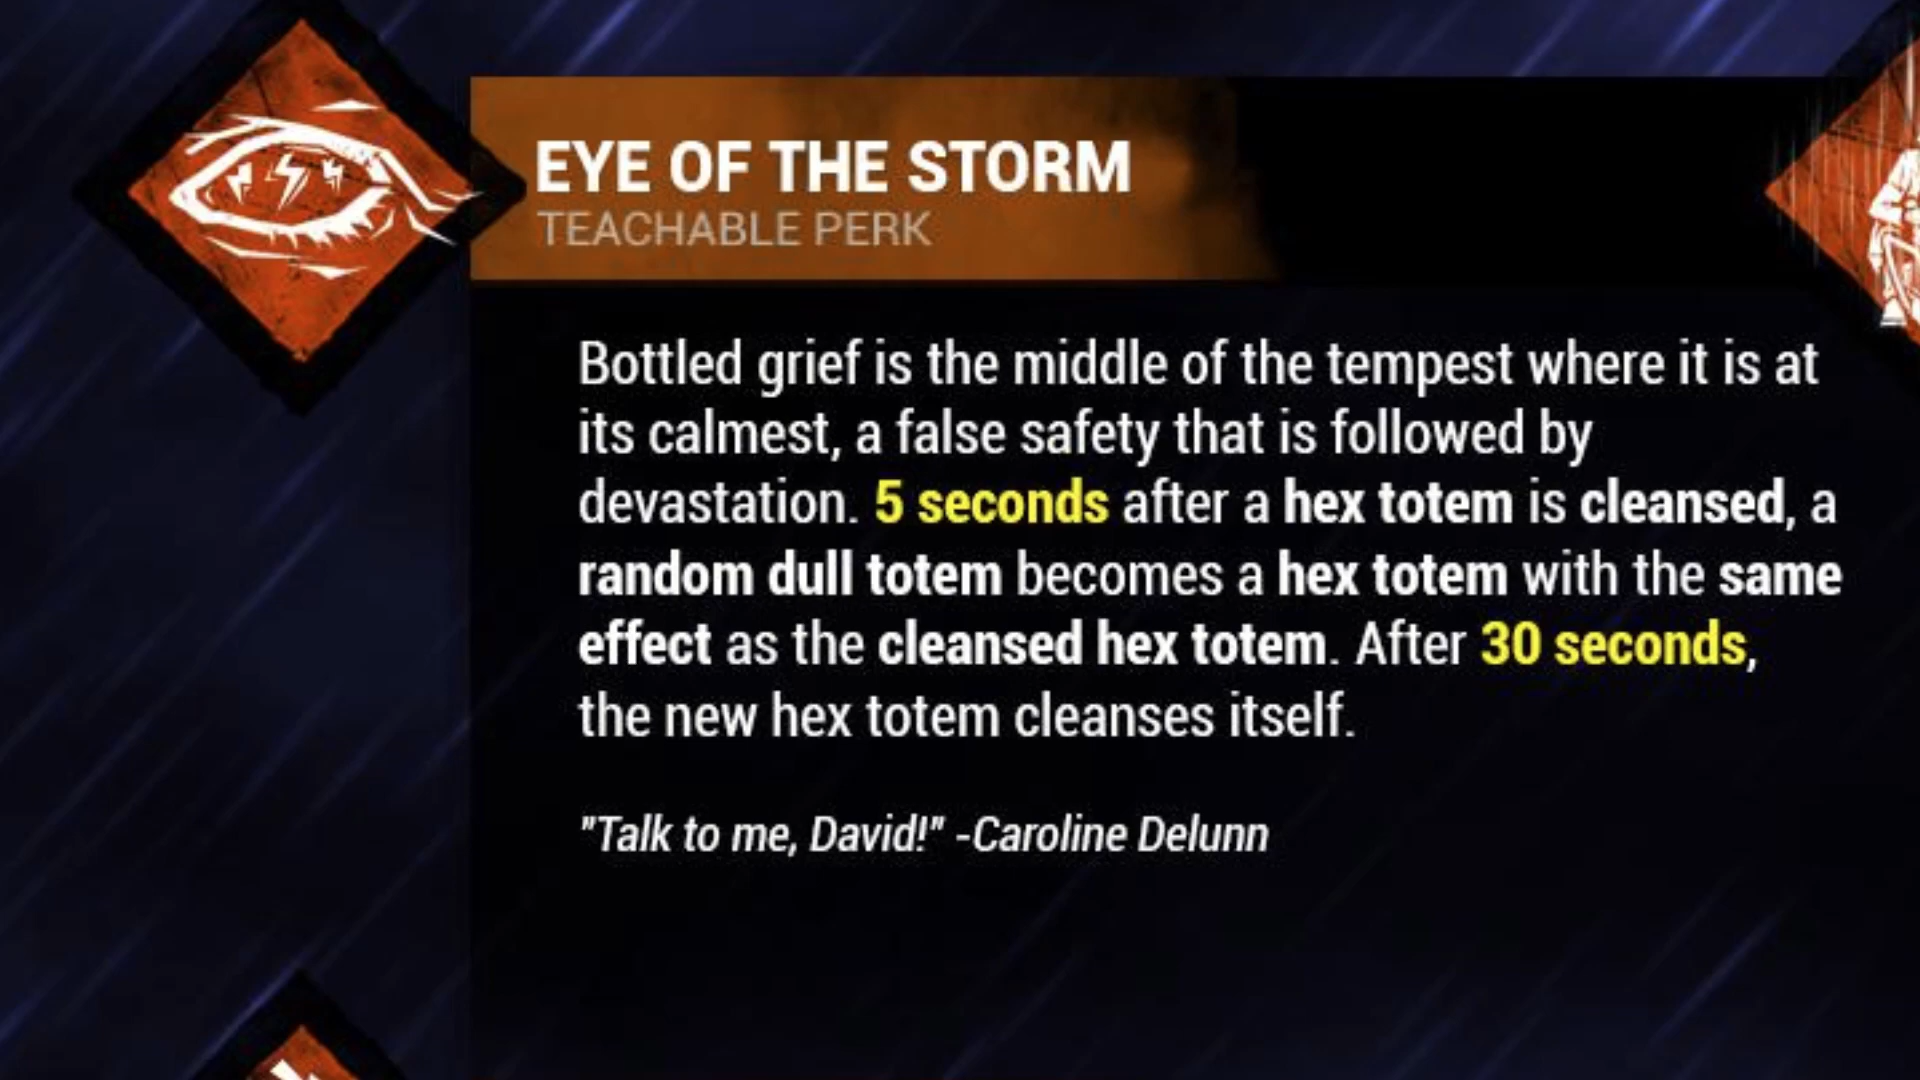 EYE OF THE STORM
TEACHABLE PERK
Bottled grief is the middle of the tempest where it is at
its calmest, a false safety that is followed by
devastation. 5 seconds after a hex totem is cleansed, a
random dull totem becomes a hex totem with the same
effect as the cleansed hex totem. After 30 seconds,
the new hex totem cleanses itself.
"Talk to me, David!" -Caroline Delunn